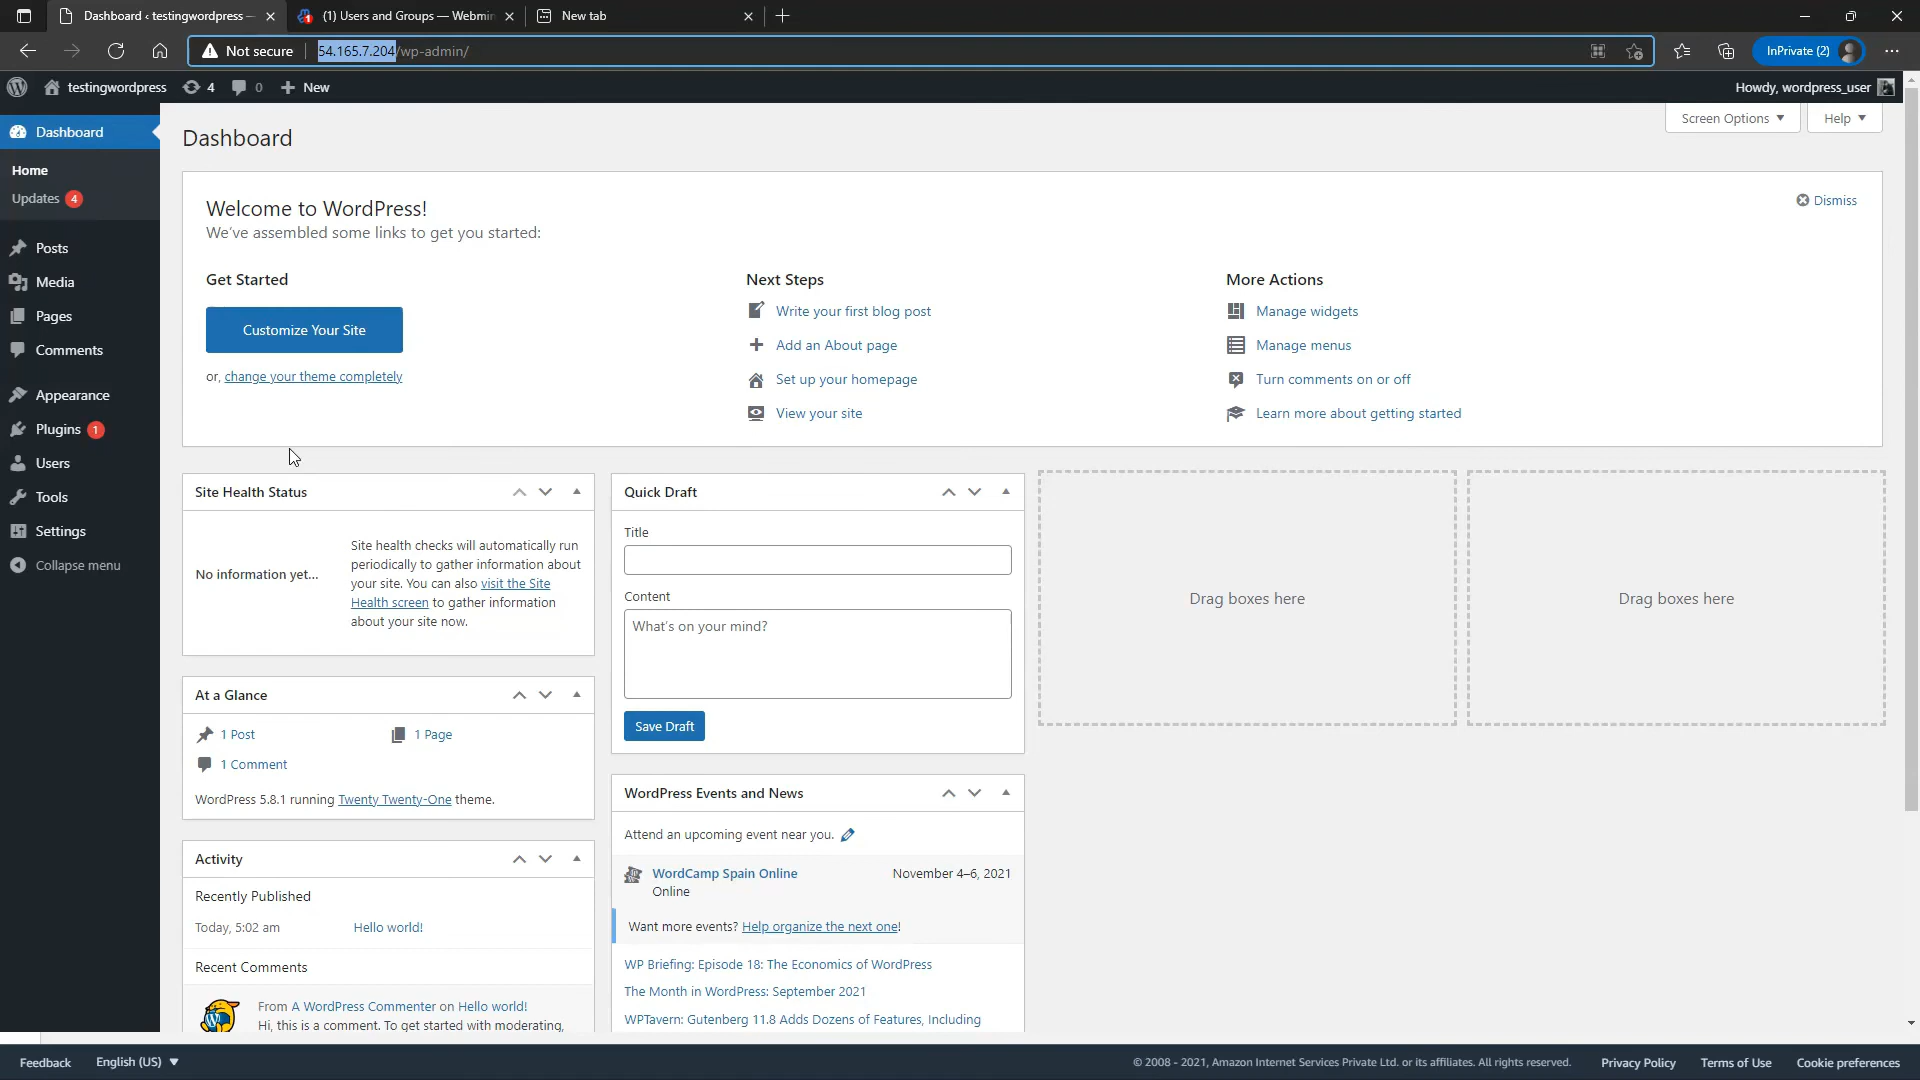 Dashboard ‹ testingwordpress —
(1) Users and Groups — Webmin
New tab
Not secure
54.165.7.204/wp-admin/
InPrivate (2)
testingwordpress
4
0
New
Howdy, wordpress_user
Dashboard
Home
Updates 4
Posts
Media
Pages
Comments
Appearance
Plugins 1
Users
Tools
Settings
Collapse menu
Dashboard
Screen Options
Help
Welcome to WordPress!
We've assembled some links to get you started:
Dismiss
Get Started
Customize Your Site
or, change your theme completely
Next Steps
Write your first blog post
Add an About page
Set up your homepage
View your site
More Actions
Manage widgets
Manage menus
Turn comments on or off
Learn more about getting started
Site Health Status
No information yet...
Site health checks will automatically run
periodically to gather information about
your site. You can also visit the Site
Health screen to gather information
about your site now.
At a Glance
1 Post
1 Page
1 Comment
WordPress 5.8.1 running Twenty Twenty-One theme.
Activity
Recently Published
Today, 5:02 am
Hello world!
Recent Comments
From A WordPress Commenter on Hello world!
Hi, this is a comment. To get started with moderating,
Quick Draft
Title
Content
What's on your mind?
Save Draft
WordPress Events and News
Attend an upcoming event near you.
WordCamp Spain Online
November 4–6, 2021
Online
Want more events? Help organize the next one!
WP Briefing: Episode 18: The Economics of WordPress
The Month in WordPress: September 2021
WPTavern: Gutenberg 11.8 Adds Dozens of Features, Including
Drag boxes here
Drag boxes here
Feedback
English (US)
© 2008 - 2021, Amazon Internet Services Private Ltd. or its affiliates. All rights reserved.
Privacy Policy
Terms of Use
Cookie preferences